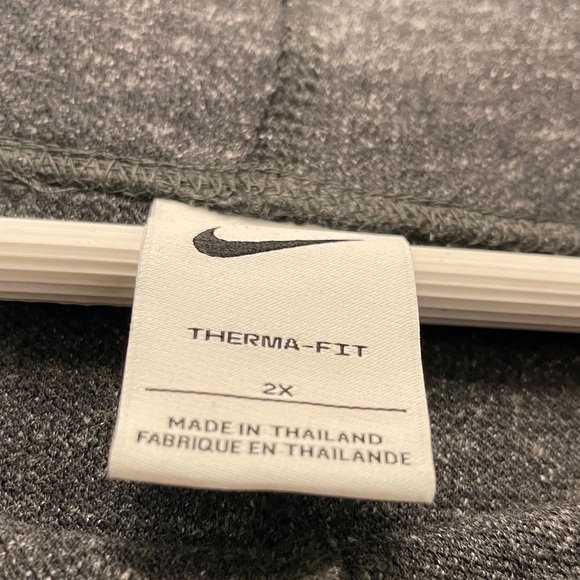 THERMA-FIT
2X
MADE IN THAILAND
FABRIQUE EN THAILANDE